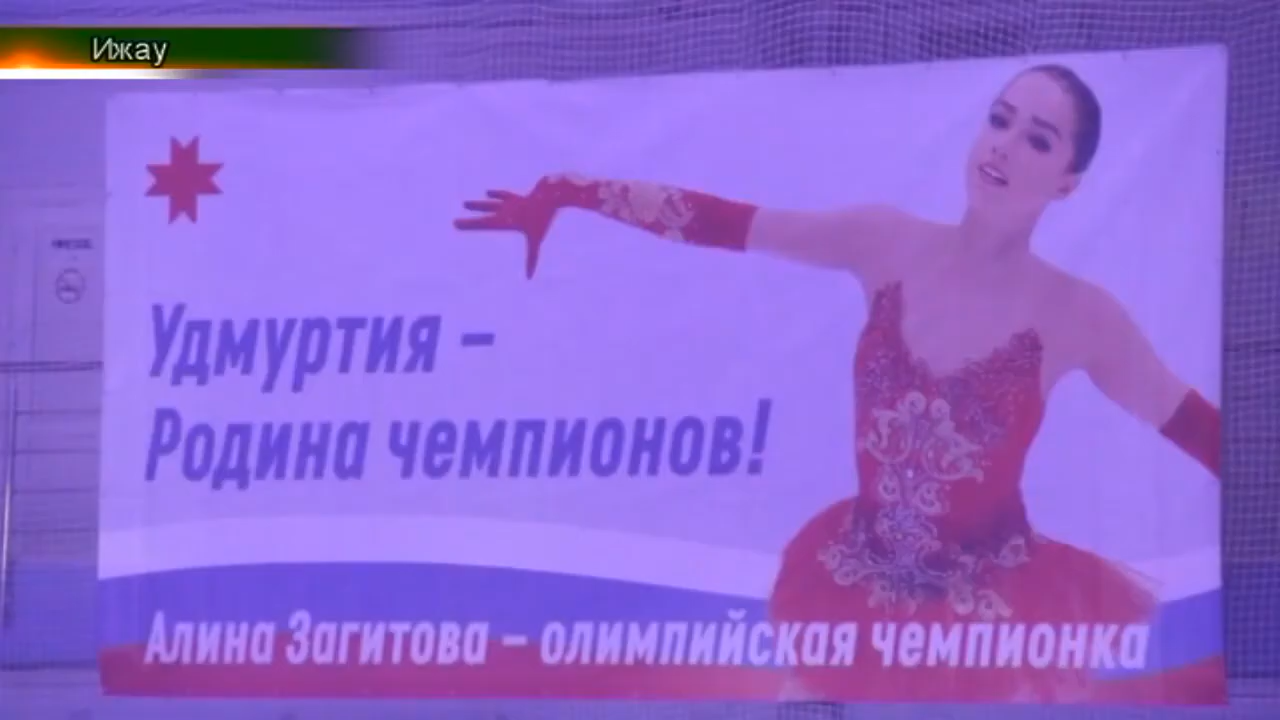 Ижау
Удмуртия –
Родина чемпионов!
Алина Загитова – олимпийская чемпионка